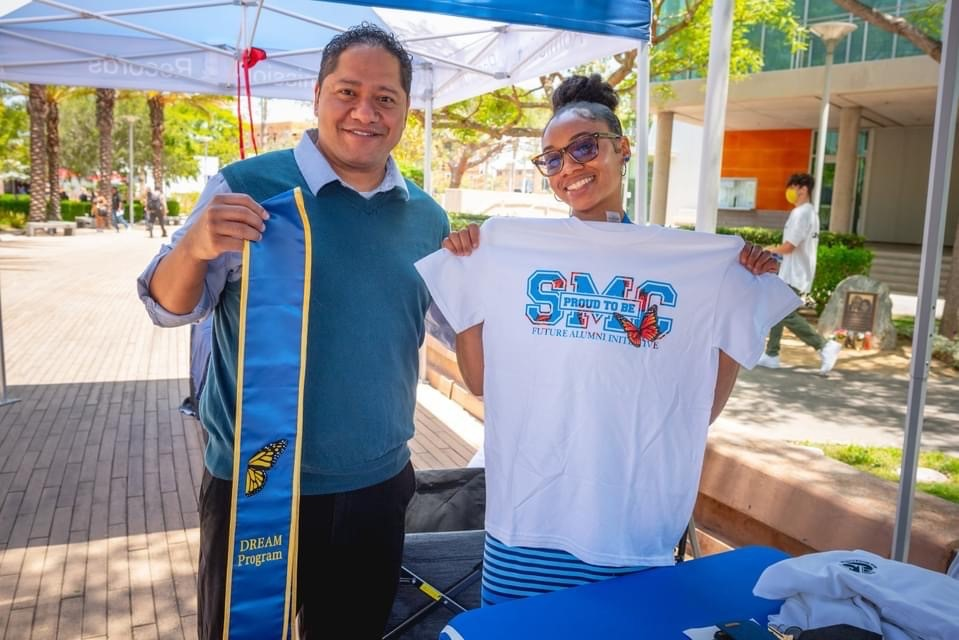 Records
SMC
PROUD TO BE
FUTURE ALUMNI INITIATIVE
DREAM
Program